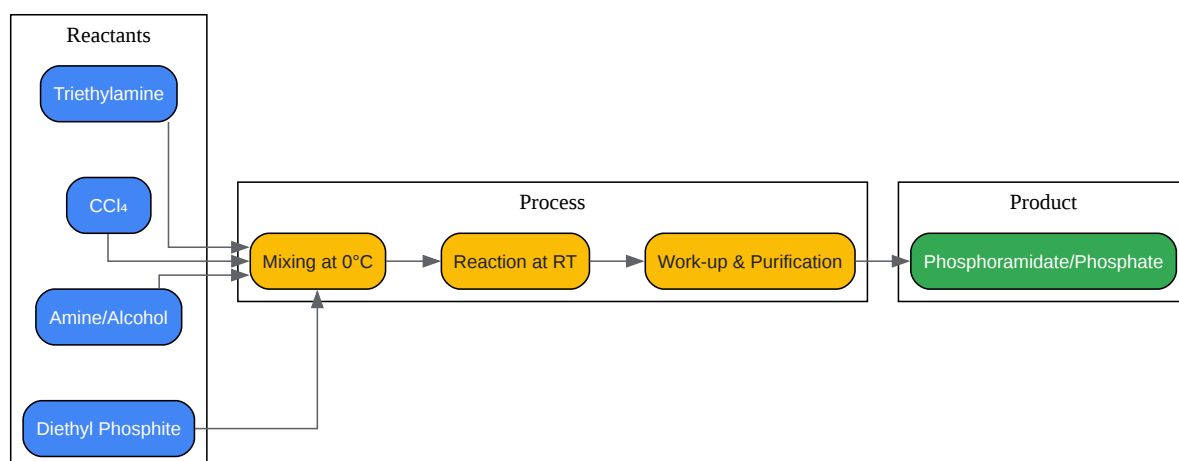 Reactants
Triethylamine
CCl₄
Amine/Alcohol
Diethyl Phosphite
Process
Mixing at 0°C
Reaction at RT
Work-up & Purification
Product
Phosphoramidate/Phosphate